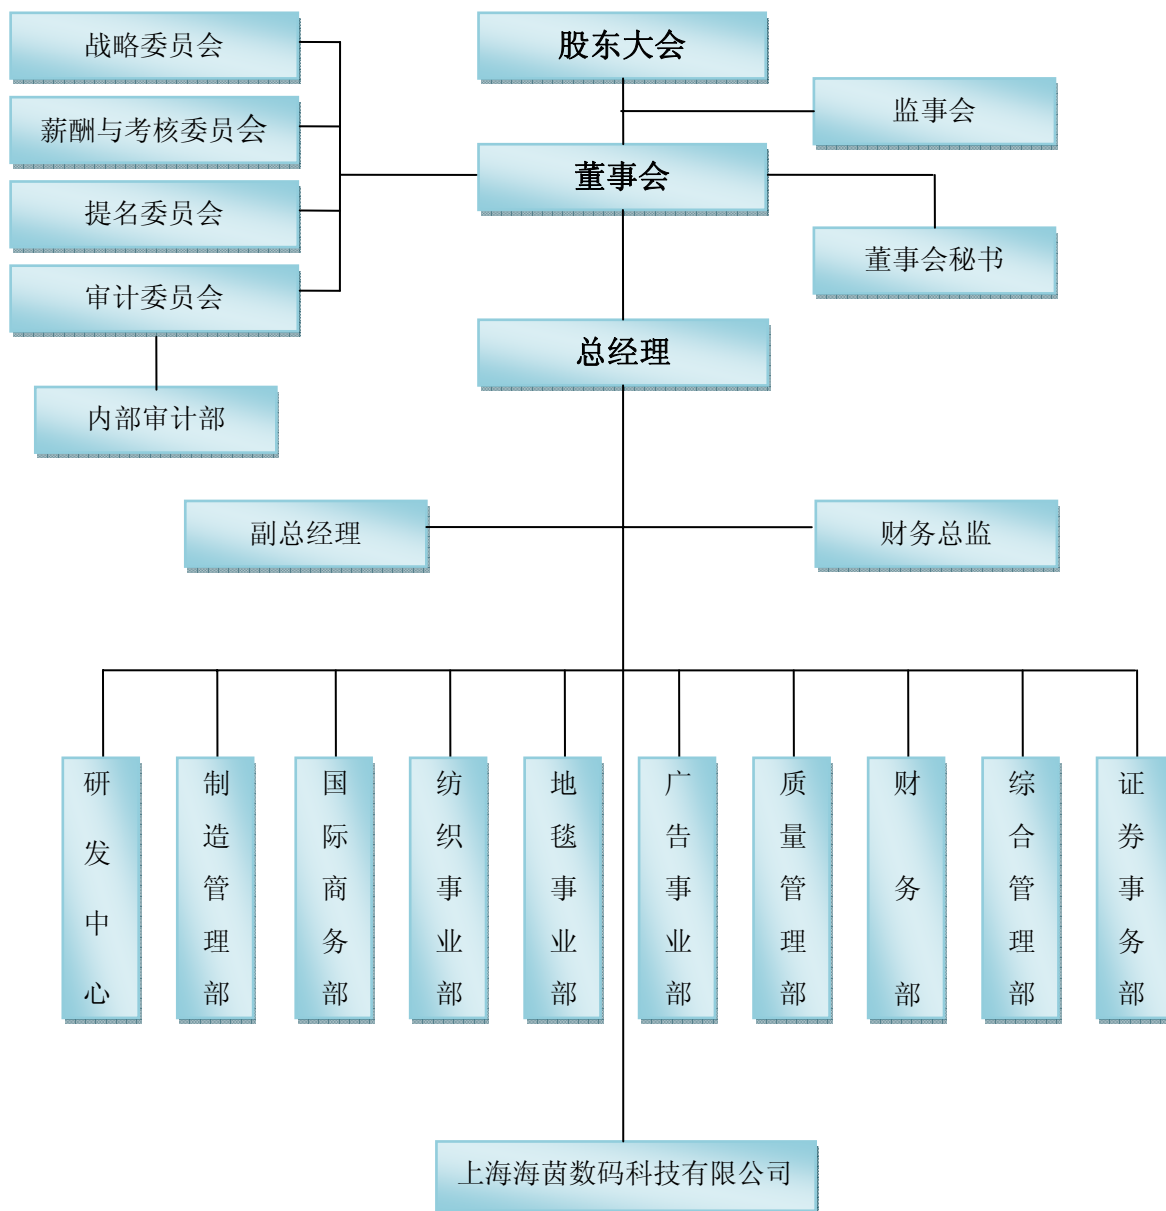 战略委员会
股东大会
薪酬与考核委员会
监事会
董事会
提名委员会
董事会秘书
审计委员会
总经理
内部审计部
副总经理
财务总监
研发中心
制造管理部
国际商务部
纺织事业部
地毯事业部
广告事业部
质量管理部
财务部
综合管理部
证券事务部
上海海茵数码科技有限公司